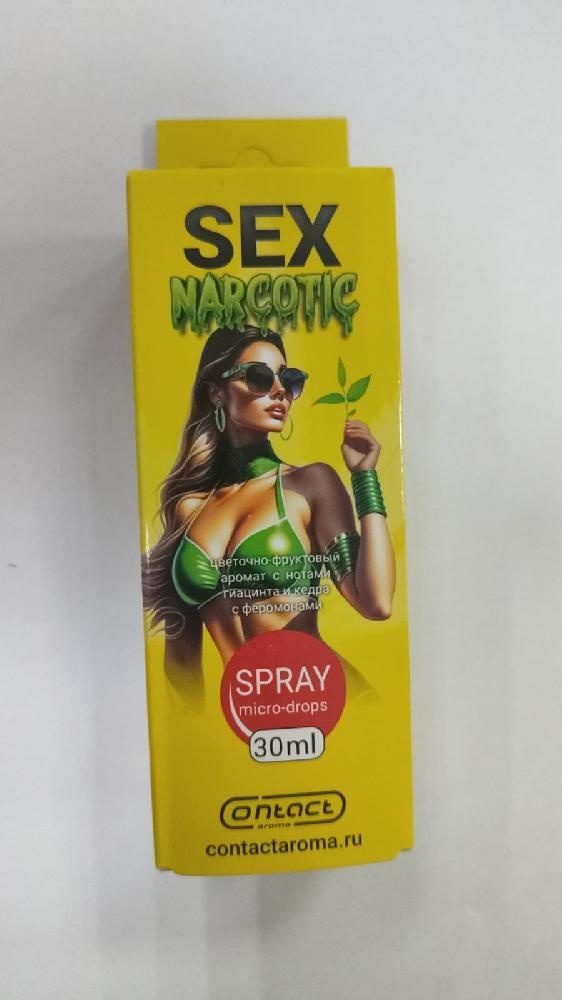 SEX
NARCOTIC
цветочно-фруктовый
аромат с нотами
гиацинта и кедра
с феромонами
SPRAY
micro-drops
30ml
contact
aroma
contactaroma.ru